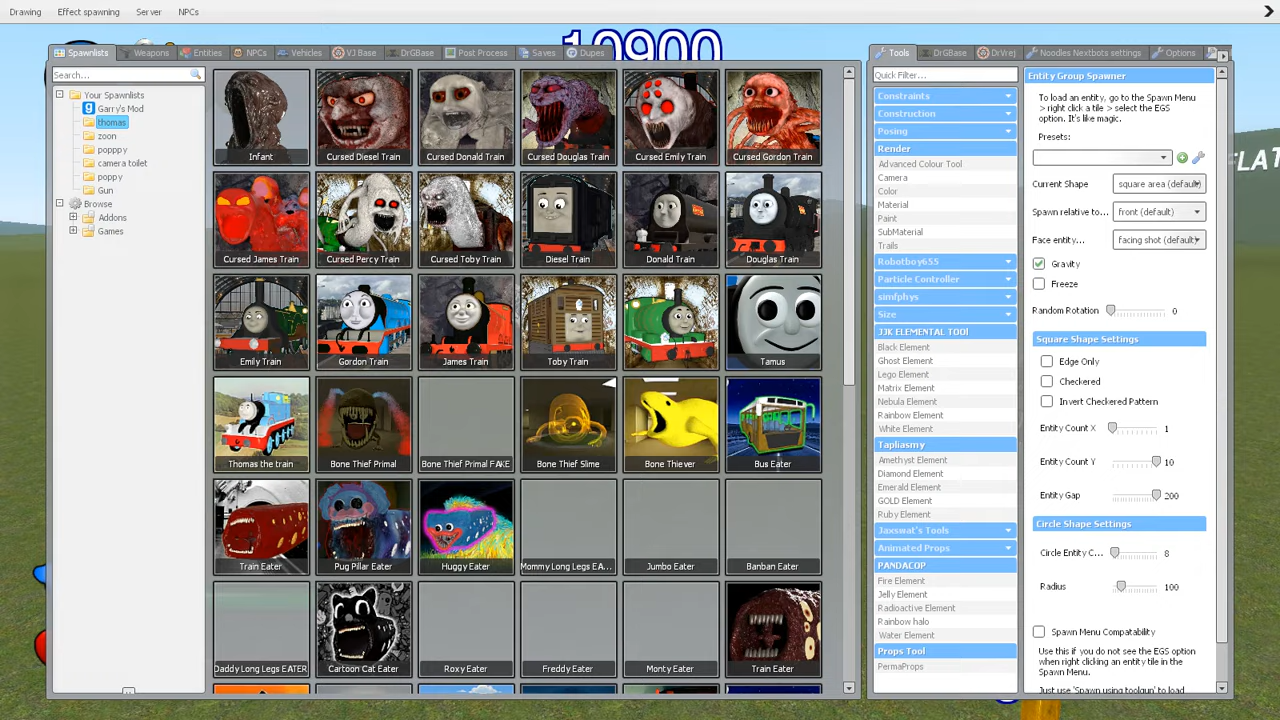 Drawing Effect spawning Server NPCs
10900
Spawnlists Weapons Entities NPCs Vehicles VJ Base DrGBase Post Process Saves Dupes
Search...
Your Spawnlists
Garry's Mod
thomas
zoon
popppy
camera toilet
poppy
Gun
Browse
Addons
Games
Infant Cursed Diesel Train Cursed Donald Train Cursed Douglas Train Cursed Emily Train Cursed Gordon Train
Cursed James Train Cursed Percy Train Cursed Toby Train Diesel Train Donald Train Douglas Train
Emily Train Gordon Train James Train Toby Train Tamus
Thomas the train Bone Thief Primal Bone Thief Primal FAKE Bone Thief Slime Bone Thiever Bus Eater
Train Eater Pug Pillar Eater Huggy Eater Mommy Long Legs EA... Jumbo Eater Banban Eater
Daddy Long Legs EATER Cartoon Cat Eater Roxy Eater Freddy Eater Monty Eater Train Eater
Tools DrGBase DrVrej Noodles Nextbots settings Options
Quick Filter...
Constraints
Construction
Posing
Render
Advanced Colour Tool
Camera
Color
Material
Paint
SubMaterial
Trails
Robotboy655
Particle Controller
simfphys
Size
JJK ELEMENTAL TOOl
Black Element
Ghost Element
Lego Element
Matrix Element
Nebula Element
Rainbow Element
White Element
Tapliasmy
Amethyst Element
Diamond Element
Emerald Element
GOLD Element
Ruby Element
Jaxswat's Tools
Animated Props
PANDACOP
Fire Element
Jelly Element
Radioactive Element
Rainbow halo
Water Element
Props Tool
PermaProps
Entity Group Spawner
To load an entity, go to the Spawn Menu
> right click a tile > select the EGS
option. It's like magic.
Presets:
Current Shape square area (default)
Spawn relative to... front (default)
Face entity... facing shot (default)
Gravity
Freeze
Random Rotation 0
Square Shape Settings
Edge Only
Checkered
Invert Checkered Pattern
Entity Count X 1
Entity Count Y 10
Entity Gap 200
Circle Shape Settings
Circle Entity C... 8
Radius 100
Spawn Menu Compatability
Use this if you do not see the EGS option
when right clicking an entity tile in the
Spawn Menu.
Just use 'Spawn using toolgun' to load
FLAT